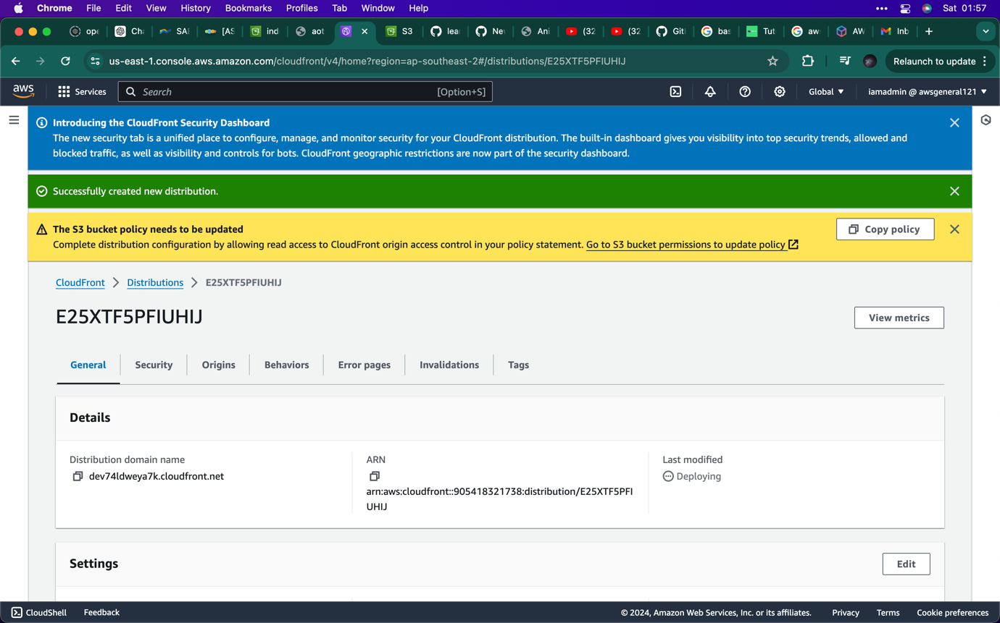 Chrome File Edit View History Bookmarks Profiles Tab Window Help ••• Sat 01:57
ope Cha SAI [AS ind aot S3 lear Nev Ani (32 (32 Git bas Tut aw AW Inb
us-east-1.console.aws.amazon.com/cloudfront/v4/home?region=ap-southeast-2#/distributions/E25XTF5PFIUHIJ Relaunch to update
aws Services Search [Option+S] Global iamadmin @ awsgeneral121
Introducing the CloudFront Security Dashboard
The new security tab is a unified place to configure, manage, and monitor security for your CloudFront distribution. The built-in dashboard gives you visibility into top security trends, allowed and
blocked traffic, as well as visibility and controls for bots. CloudFront geographic restrictions are now part of the security dashboard.
Successfully created new distribution.
The S3 bucket policy needs to be updated
Complete distribution configuration by allowing read access to CloudFront origin access control in your policy statement. Go to S3 bucket permissions to update policy
Copy policy
CloudFront > Distributions > E25XTF5PFIUHIJ
E25XTF5PFIUHIJ
View metrics
General Security Origins Behaviors Error pages Invalidations Tags
Details
Distribution domain name
dev74ldweya7k.cloudfront.net
ARN
arn:aws:cloudfront::905418321738:distribution/E25XTF5PFI
UHIJ
Last modified
Deploying
Settings
Edit
CloudShell Feedback © 2024, Amazon Web Services, Inc. or its affiliates. Privacy Terms Cookie preferences